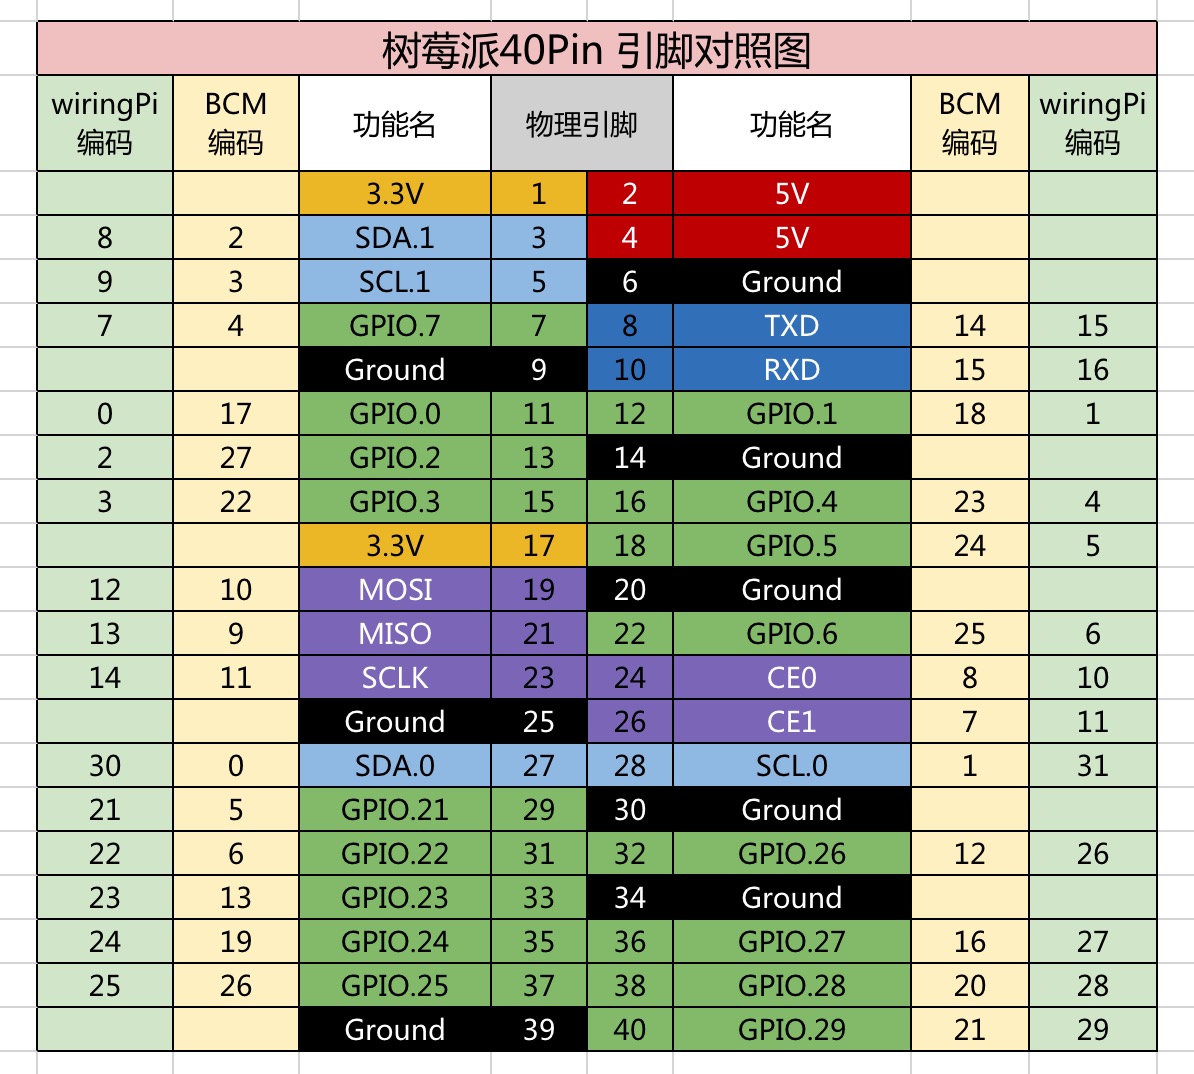 树莓派40Pin 引脚对照图
wiringPi 编码 BCM 编码 功能名 物理引脚 功能名 BCM 编码 wiringPi 编码
3.3V 1 2 5V
8 2 SDA.1 3 4 5V
9 3 SCL.1 5 6 Ground
7 4 GPIO.7 7 8 TXD 14 15
Ground 9 10 RXD 15 16
0 17 GPIO.0 11 12 GPIO.1 18 1
2 27 GPIO.2 13 14 Ground
3 22 GPIO.3 15 16 GPIO.4 23 4
3.3V 17 18 GPIO.5 24 5
12 10 MOSI 19 20 Ground
13 9 MISO 21 22 GPIO.6 25 6
14 11 SCLK 23 24 CE0 8 10
Ground 25 26 CE1 7 11
30 0 SDA.0 27 28 SCL.0 1 31
21 5 GPIO.21 29 30 Ground
22 6 GPIO.22 31 32 GPIO.26 12 26
23 13 GPIO.23 33 34 Ground
24 19 GPIO.24 35 36 GPIO.27 16 27
25 26 GPIO.25 37 38 GPIO.28 20 28
Ground 39 40 GPIO.29 21 29